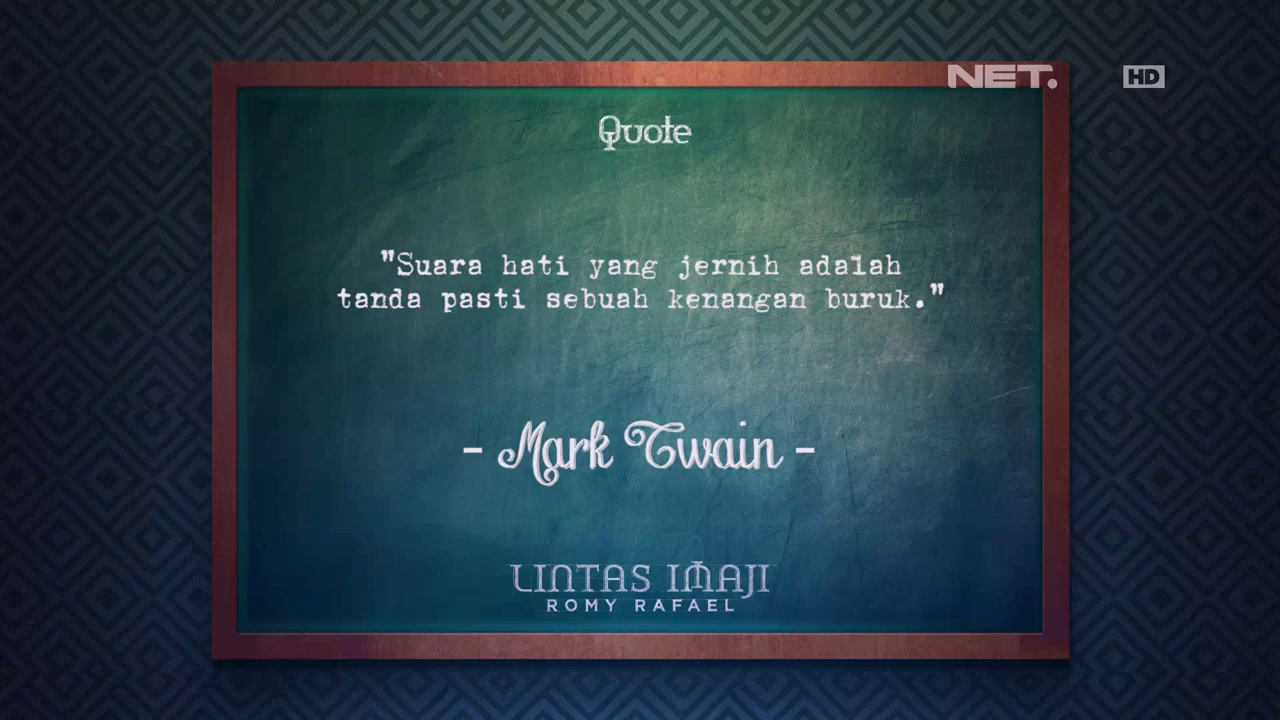 NET.
HD
Quote
"Suara hati yang jernih adalah
tanda pasti sebuah kenangan buruk."
- Mark Twain -
LINTAS IMAJI
ROMY RAFAEL